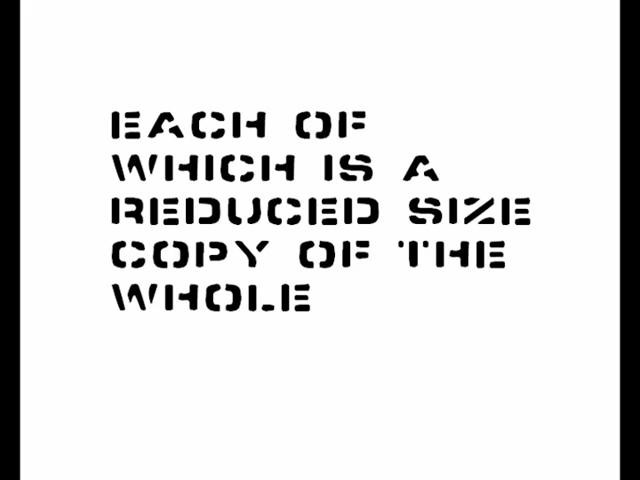 EACH OF
WHICH IS A
REDUCED SIZE
COPY OF THE
WHOLE